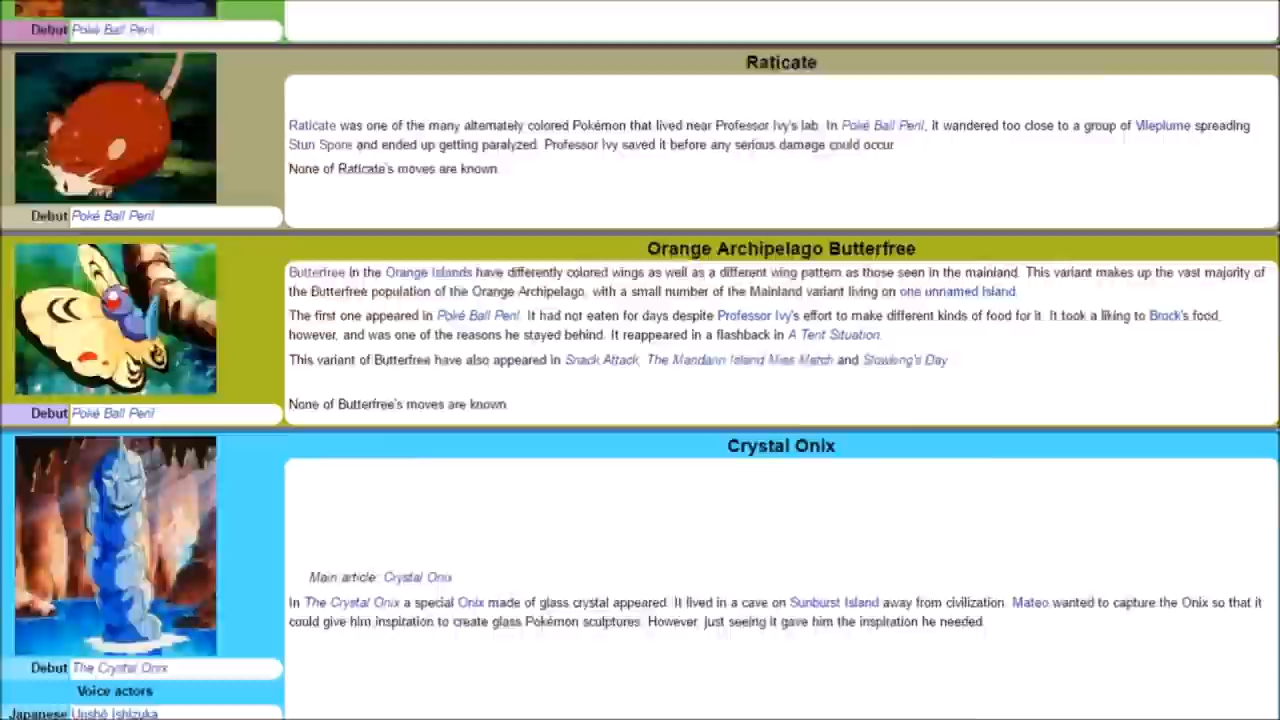 Debut Poké Ball Peril
Raticate
Raticate was one of the many alternately colored Pokémon that lived near Professor Ivy's lab. In Poké Ball Peril, it wandered too close to a group of Vileplume spreading
Stun Spore and ended up getting paralyzed. Professor Ivy saved it before any serious damage could occur.
None of Raticate's moves are known.
Debut Poké Ball Peril
Orange Archipelago Butterfree
Butterfree in the Orange Islands have differently colored wings as well as a different wing pattern as those seen in the mainland. This variant makes up the vast majority of
the Butterfree population of the Orange Archipelago, with a small number of the Mainland variant living on one unnamed Island.
The first one appeared in Poké Ball Peril. It had not eaten for days despite Professor Ivy's effort to make different kinds of food for it. It took a liking to Brock's food,
however, and was one of the reasons he stayed behind. It reappeared in a flashback in A Tent Situation.
This variant of Butterfree have also appeared in Snack Attack, The Mandarin Island Miss Match and Slowking's Day.
None of Butterfree's moves are known.
Debut Poké Ball Peril
Crystal Onix
Main article: Crystal Onix
In The Crystal Onix a special Onix made of glass crystal appeared. It lived in a cave on Sunburst Island away from civilization. Mateo wanted to capture the Onix so that it
could give him inspiration to create glass Pokémon sculptures. However, just seeing it gave him the inspiration he needed.
Debut The Crystal Onix
Voice actors
Japanese Unshō Ishizuka